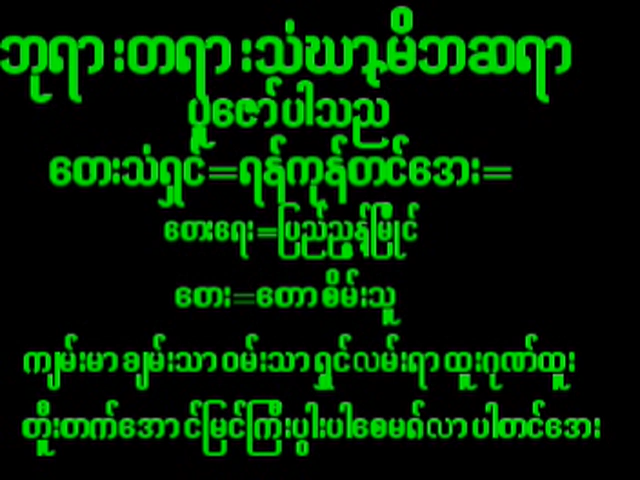 ဘုရား တရား သံဃာ့ မိဘ ဆရာ
ပူဇော်ပါသည
တေးသံရှင်=ရန်ကုန်တင်အေး=
တေးရေး=ပြည်ညွန့်မြိုင်
တေး=တောစိမ်းသူ
ကျမ်းမာ ချမ်းသာ ဝမ်းသာ ရှုင်လမ်းရာ ထူးဂုဏ်ထူး
တိူးတက်အောင်မြင်ကြီးပွါးပါစေမရ်လာ ပါတင်အေး